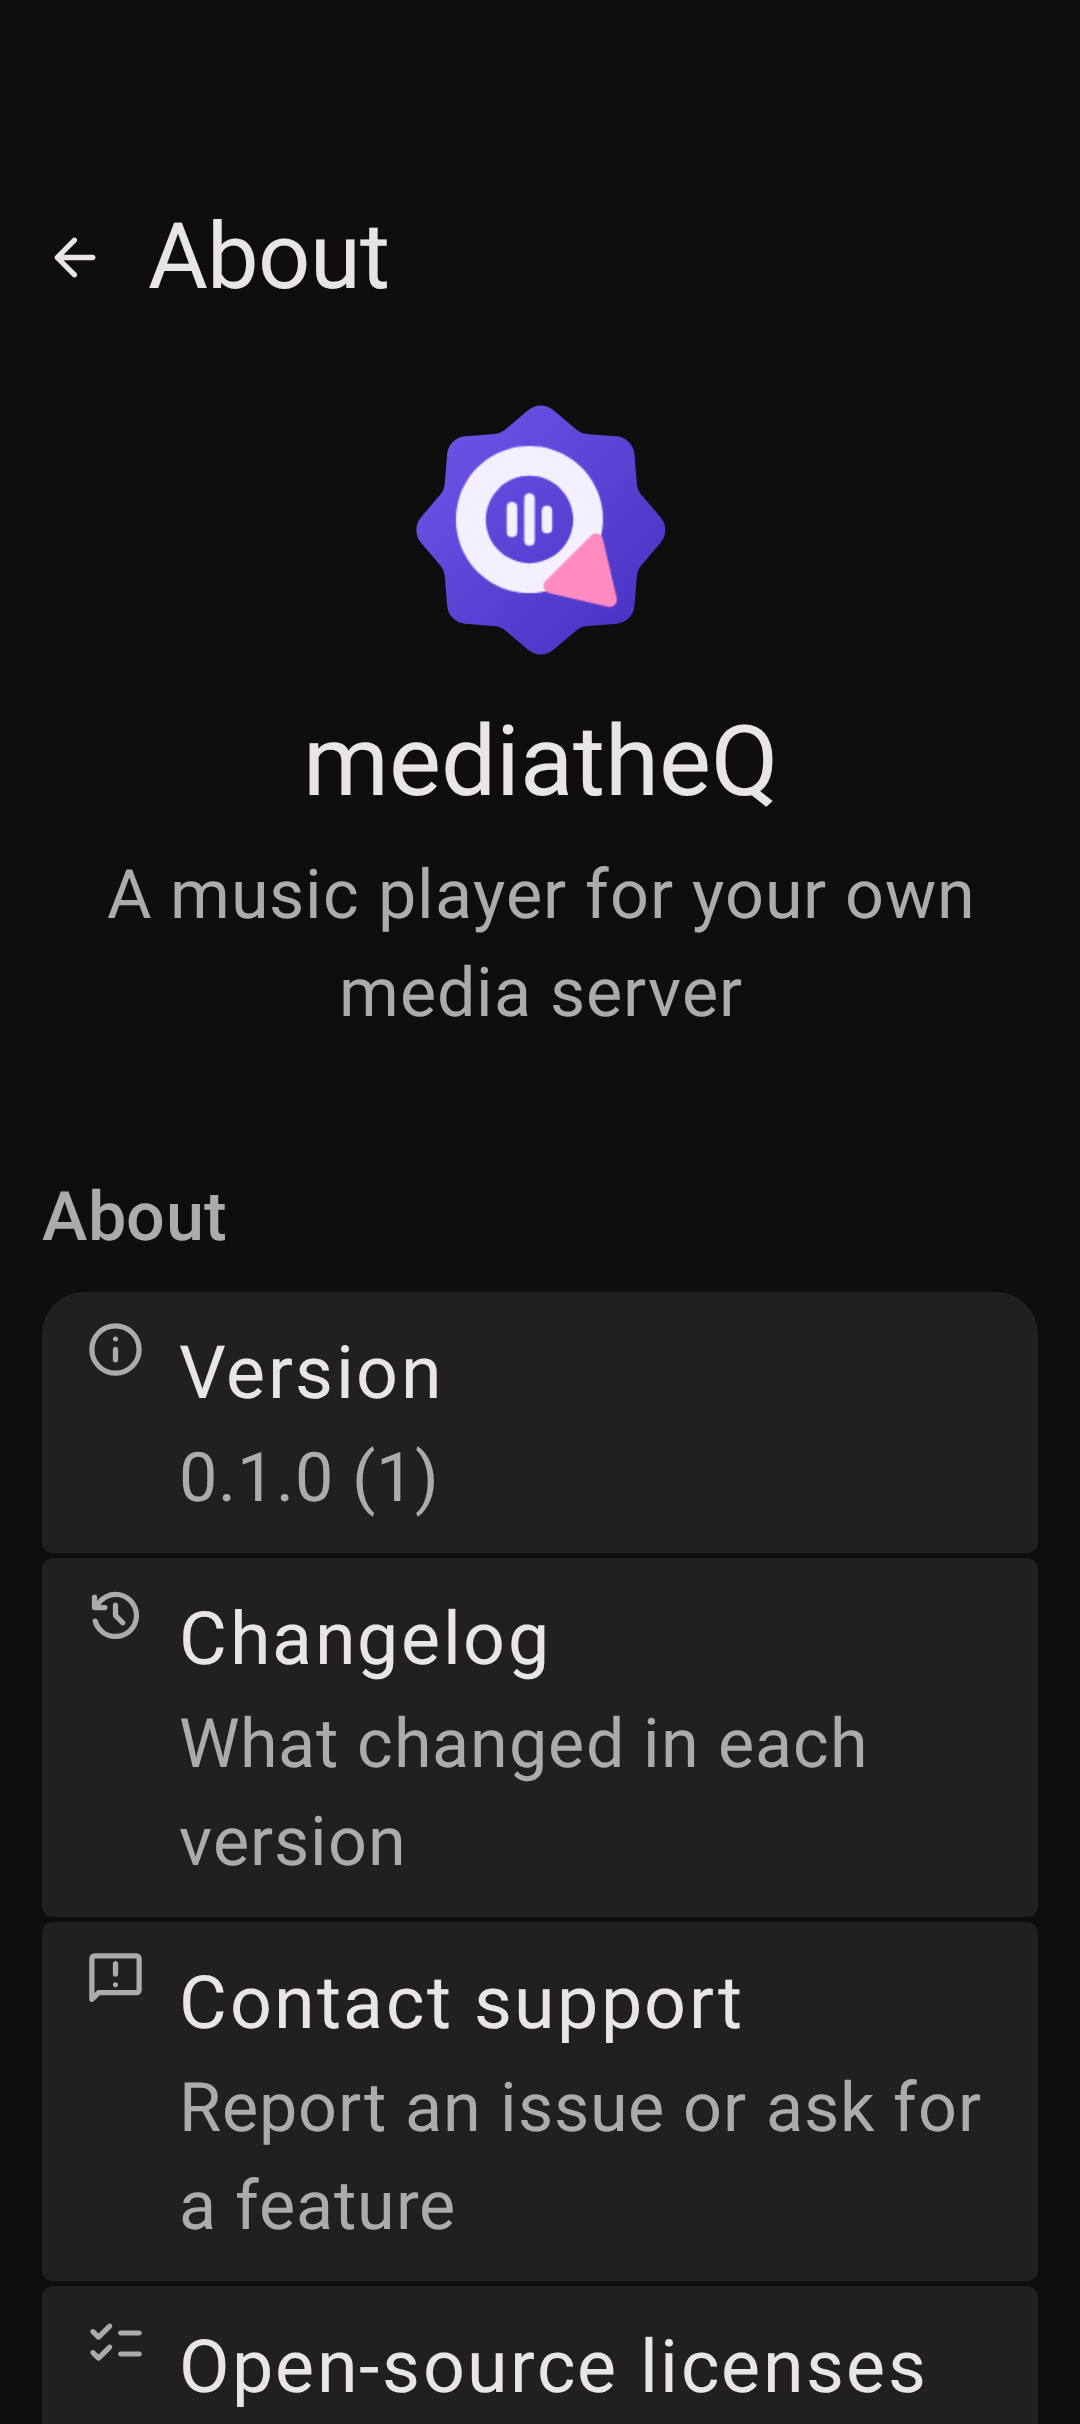 About
mediatheQ
A music player for your own
media server
About
Version
0.1.0 (1)
Changelog
What changed in each
version
Contact support
Report an issue or ask for
a feature
Open-source licenses